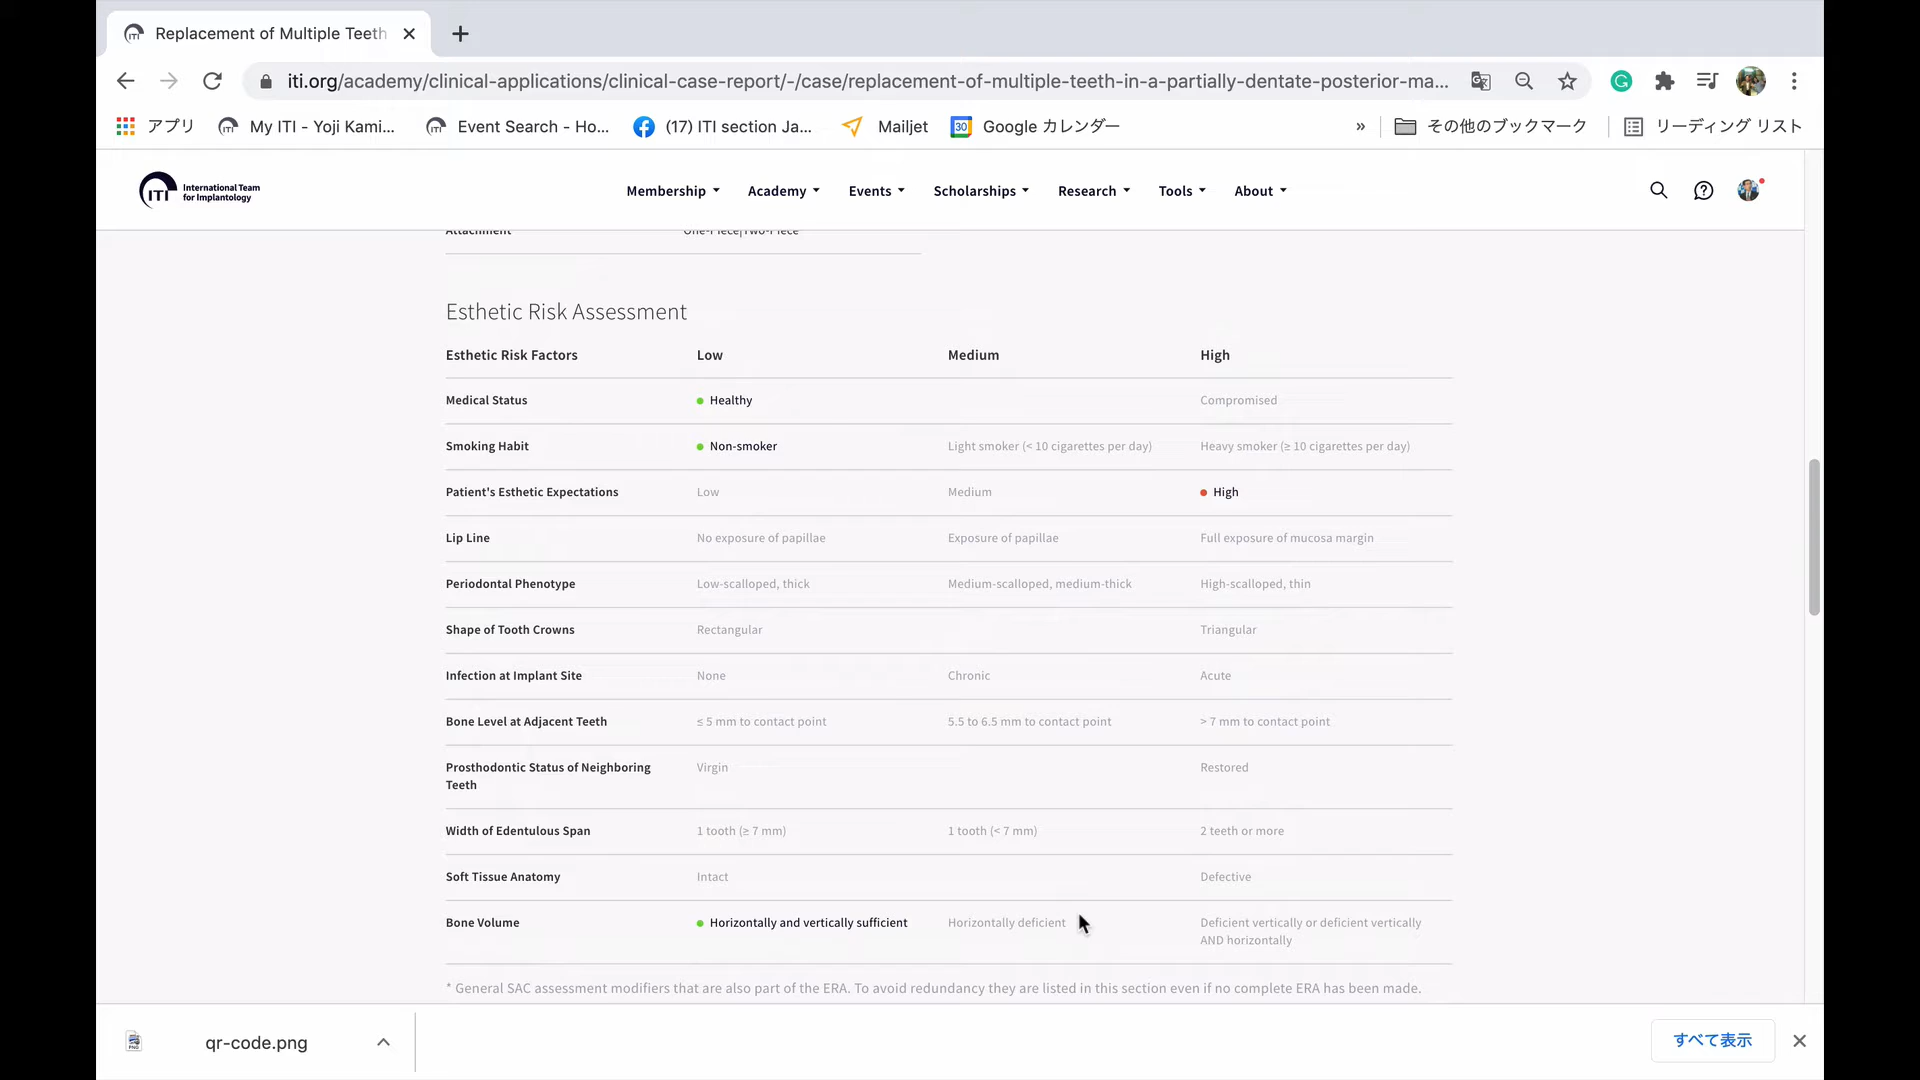 Replacement of Multiple Teeth
iti.org/academy/clinical-applications/clinical-case-report/-/case/replacement-of-multiple-teeth-in-a-partially-dentate-posterior-ma...
アプリ My ITI - Yoji Kami... Event Search - Ho... (17) ITI section Ja... Mailjet 30 Google カレンダー » その他のブックマーク リーディング リスト
ITI International Team
for Implantology
Membership Academy Events Scholarships Research Tools About
Attachment One-Piece|Two-Piece
Esthetic Risk Assessment
Esthetic Risk Factors Low Medium High
Medical Status Healthy Compromised
Smoking Habit Non-smoker Light smoker (< 10 cigarettes per day) Heavy smoker (≥ 10 cigarettes per day)
Patient's Esthetic Expectations Low Medium High
Lip Line No exposure of papillae Exposure of papillae Full exposure of mucosa margin
Periodontal Phenotype Low-scalloped, thick Medium-scalloped, medium-thick High-scalloped, thin
Shape of Tooth Crowns Rectangular Triangular
Infection at Implant Site None Chronic Acute
Bone Level at Adjacent Teeth ≤ 5 mm to contact point 5.5 to 6.5 mm to contact point > 7 mm to contact point
Prosthodontic Status of Neighboring Virgin Restored
Teeth
Width of Edentulous Span 1 tooth (≥ 7 mm) 1 tooth (< 7 mm) 2 teeth or more
Soft Tissue Anatomy Intact Defective
Bone Volume Horizontally and vertically sufficient Horizontally deficient Deficient vertically or deficient vertically
AND horizontally
* General SAC assessment modifiers that are also part of the ERA. To avoid redundancy they are listed in this section even if no complete ERA has been made.
qr-code.png すべて表示